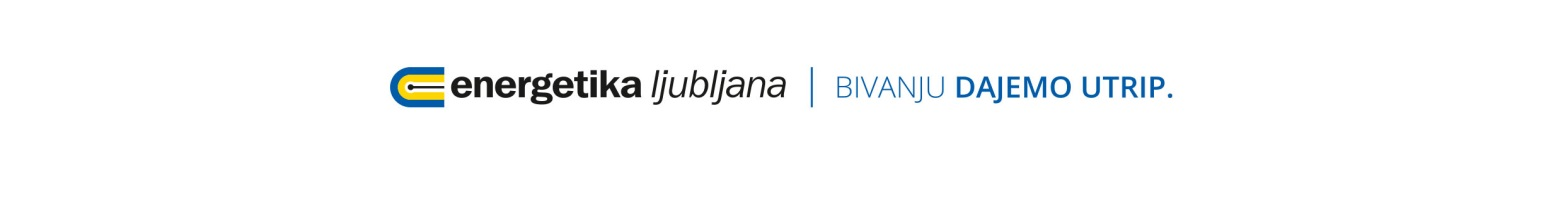 energetika ljubljana | BIVANJU DAJEMO UTRIP.